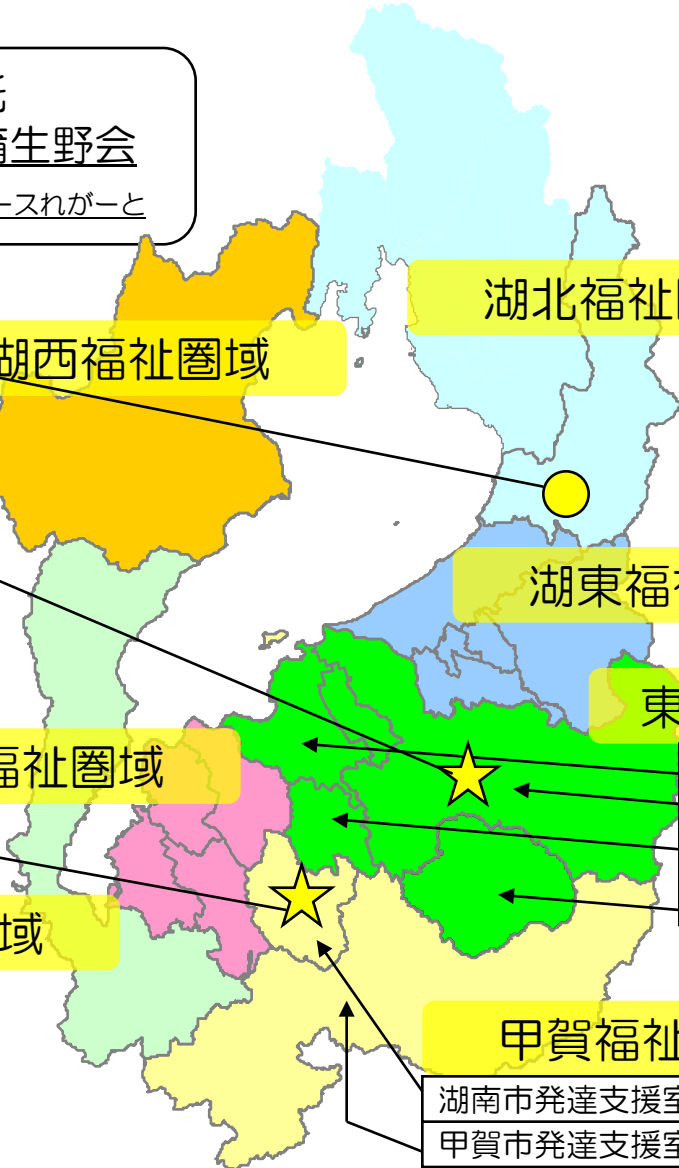 託
蒲生野会
ースれがーと
湖北福祉
湖西福祉圏域
湖東福
東
福祉圏域
域
甲賀福祉
湖南市発達支援室
甲賀市発達支援室